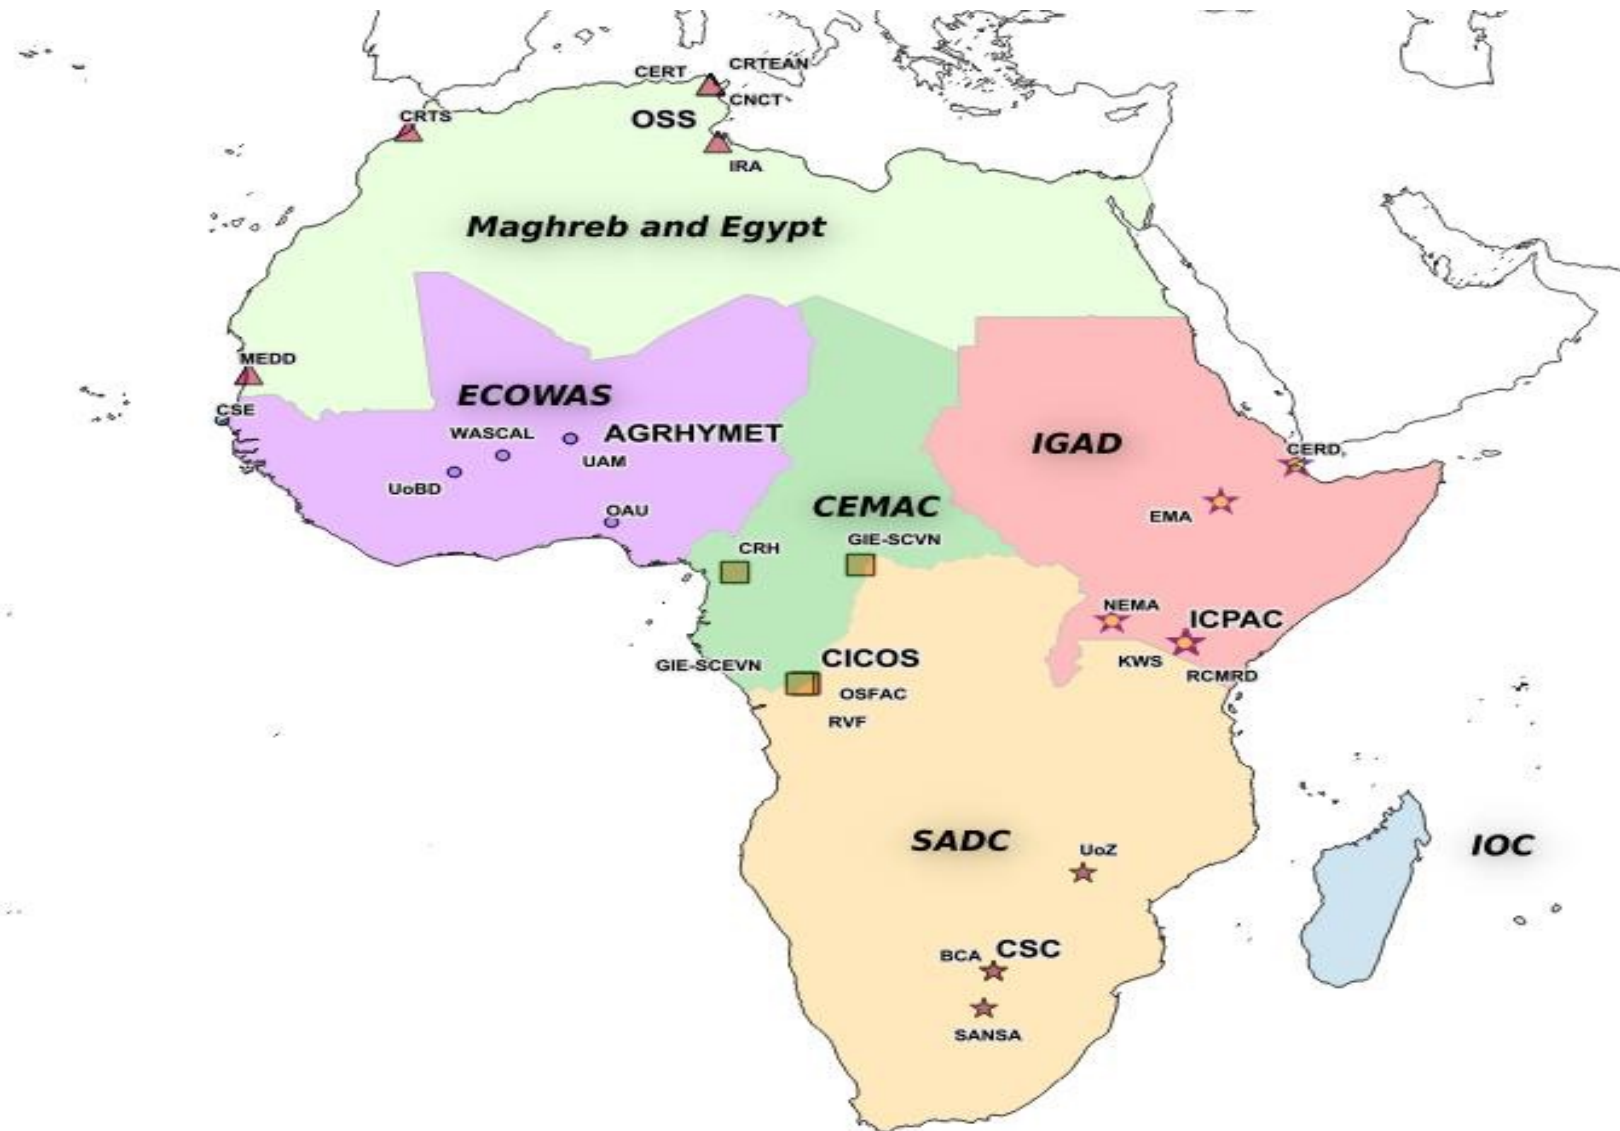 CERT
CRTEAN
CNCT
CRTS
OSS
IRA
Maghreb and Egypt
MEDD
ECOWAS
CSE
WASCAL
AGRHYMET
UAM
UoBD
OAU
IGAD
CERD
EMA
CEMAC
CRH
GIE-SCVN
NEMA
ICPAC
KWS
RCMRD
GIE-SCEVN
CICOS
OSFAC
RVF
SADC
UoZ
IOC
BCA
CSC
SANSA